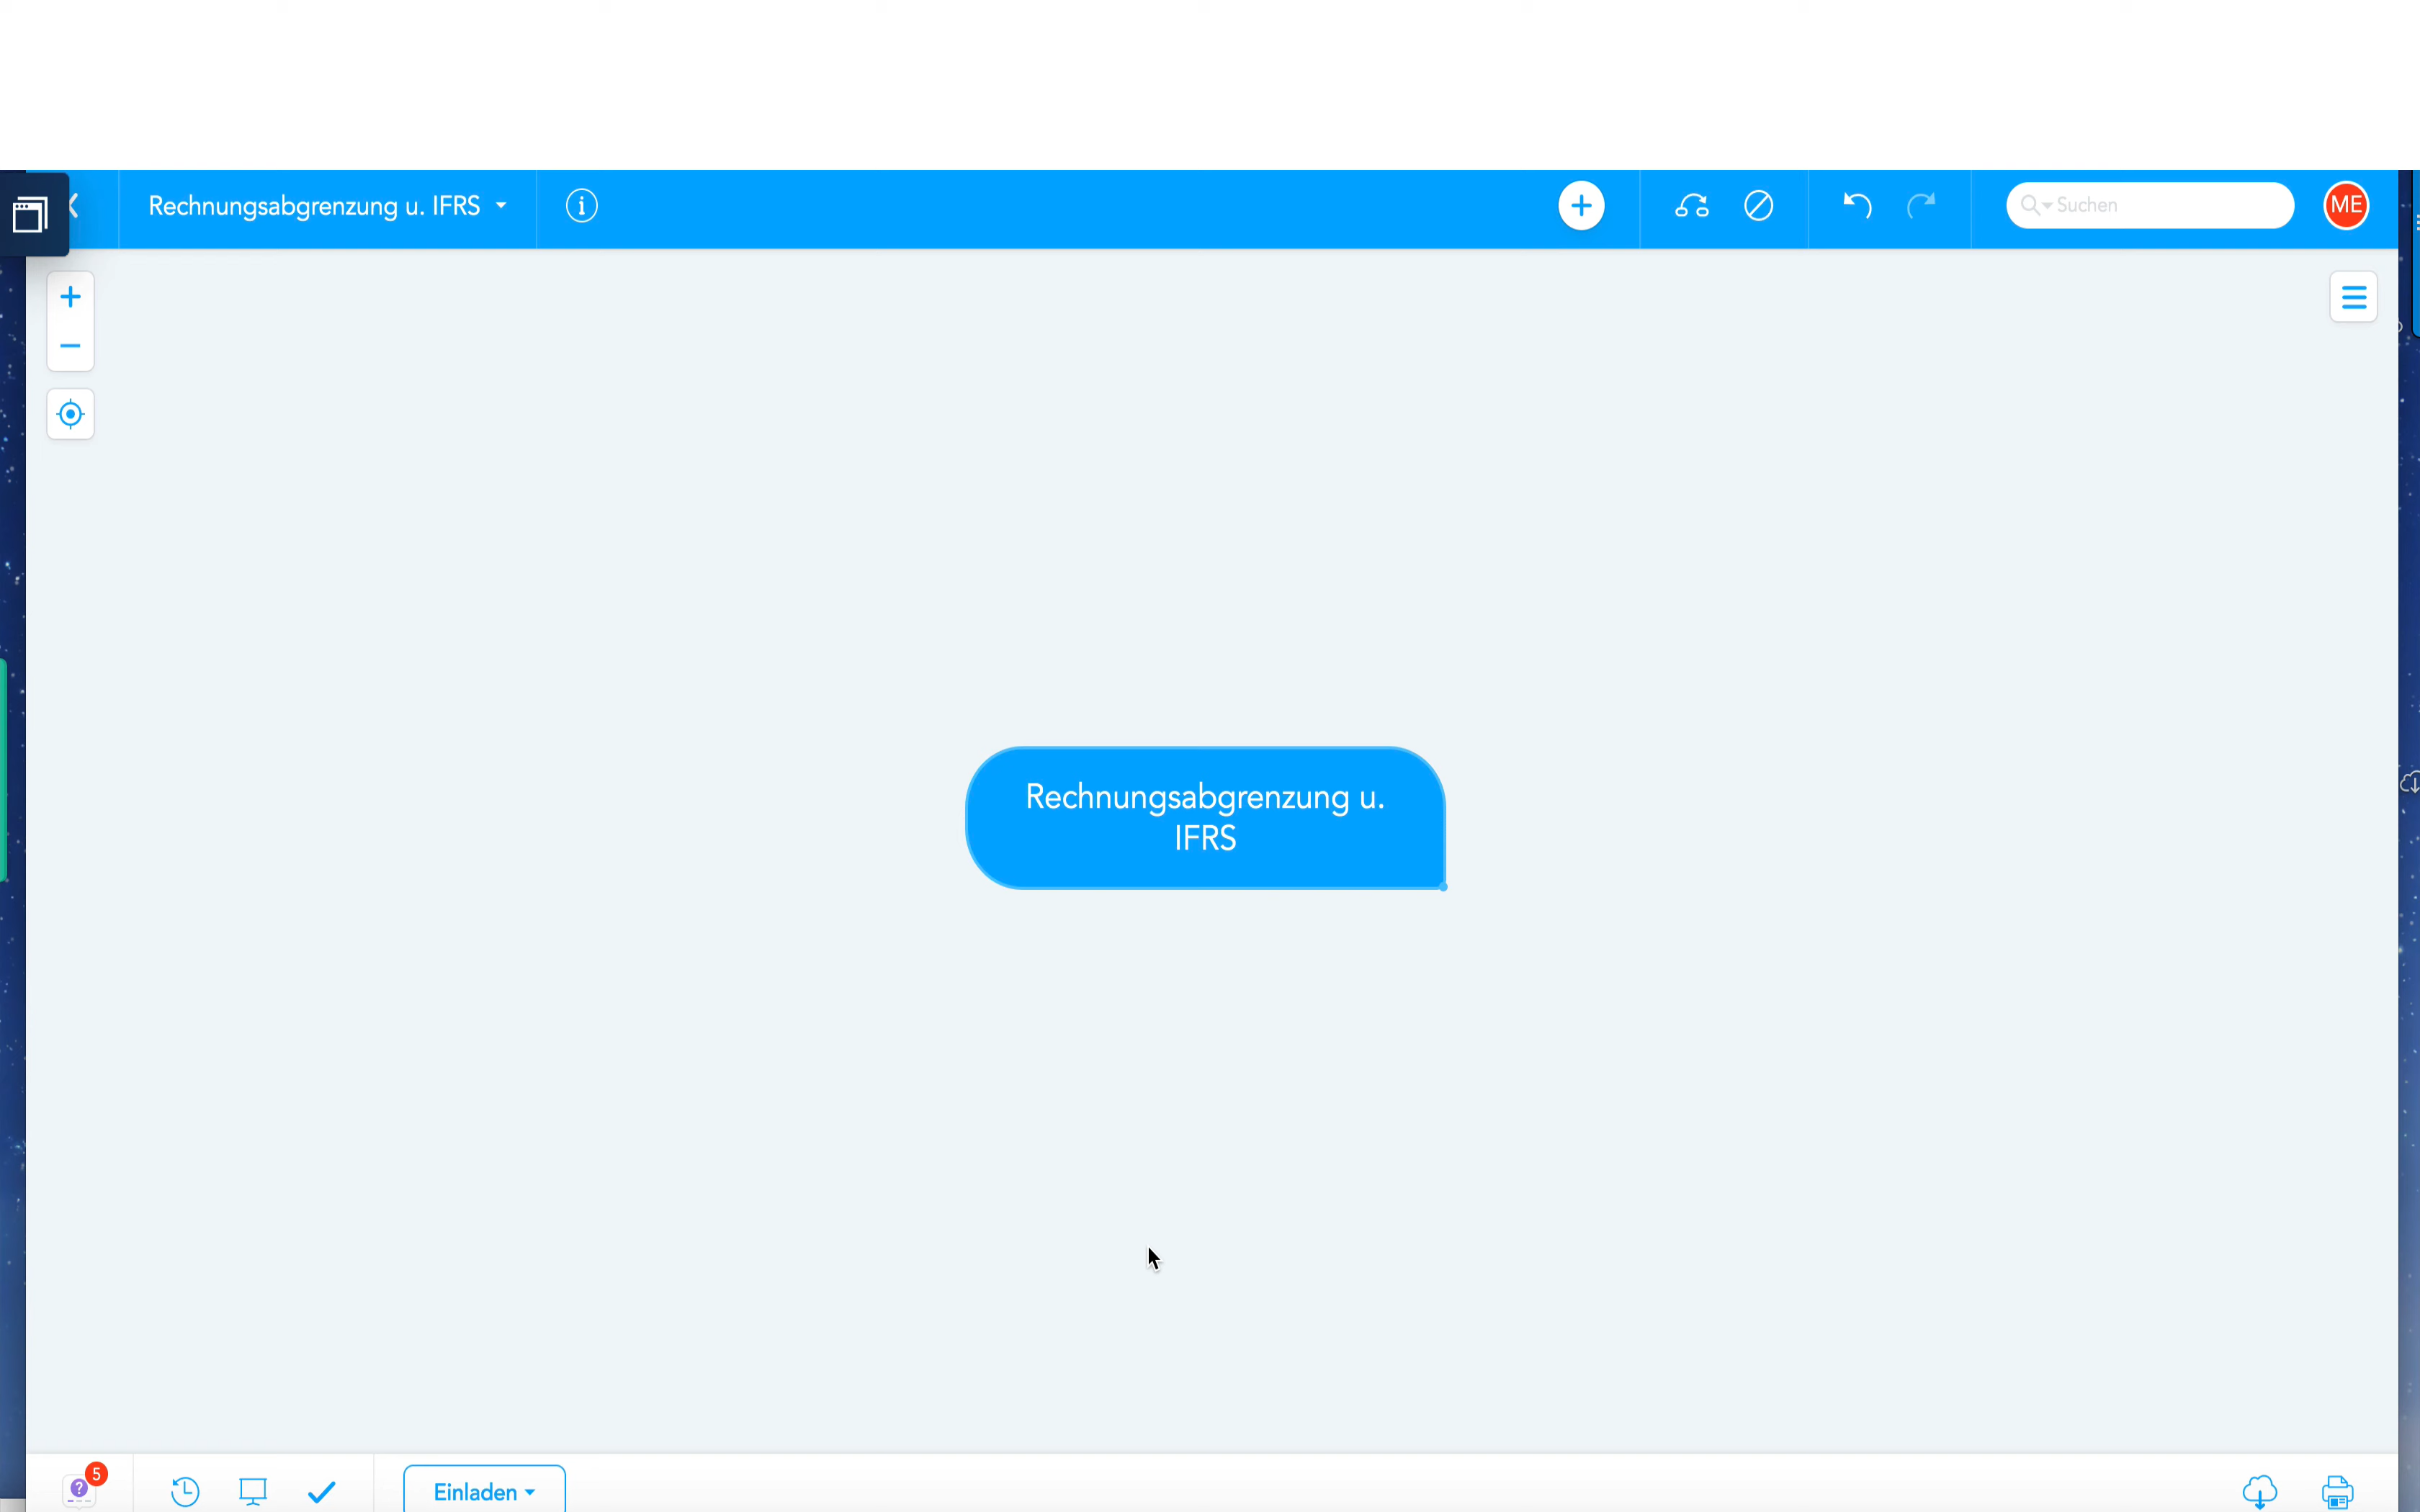 Rechnungsabgrenzung u. IFRS
Suchen
ME
Rechnungsabgrenzung u.
IFRS
5
?
Einladen